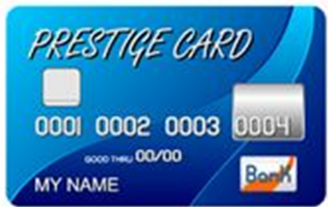 PRESTIGE CARD
0001 0002 0003 0004
GOOD THRU 00/00
MY NAME
Bank